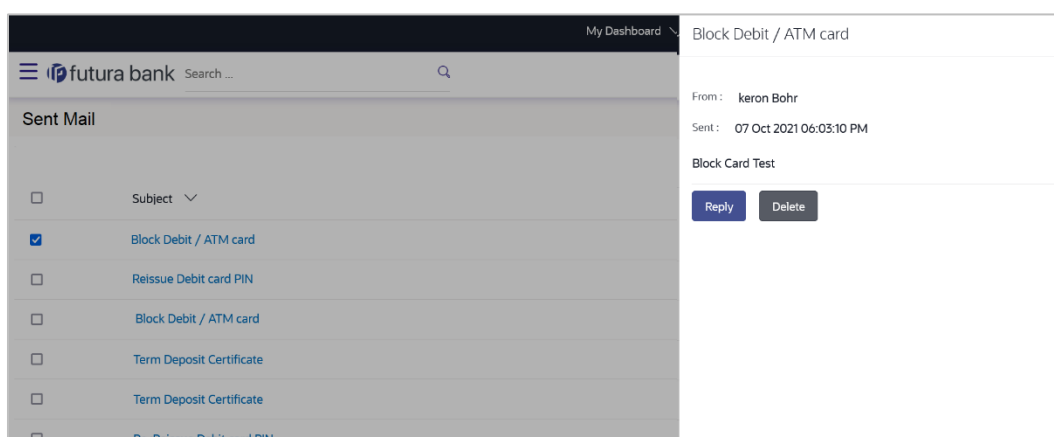 My Dashboard
futura bank Search ...
Sent Mail
Subject
Block Debit / ATM card
Reissue Debit card PIN
Block Debit / ATM card
Term Deposit Certificate
Term Deposit Certificate
Block Debit / ATM card
From : keron Bohr
Sent : 07 Oct 2021 06:03:10 PM
Block Card Test
Reply Delete